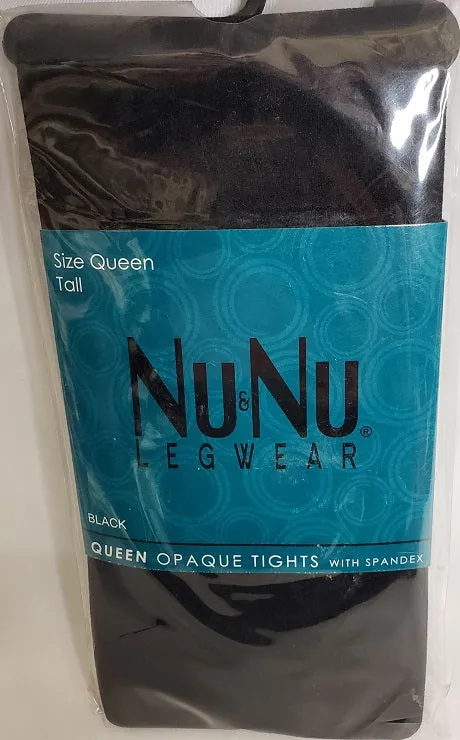 Size Queen
Tall
NU&NU®
LEGWEAR
BLACK
QUEEN OPAQUE TIGHTS WITH SPANDEX